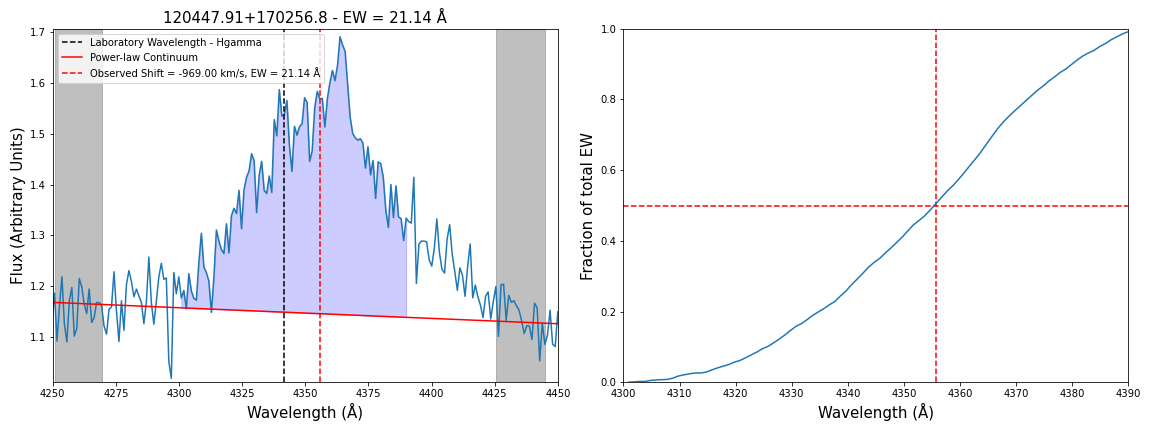 120447.91+170256.8 - EW = 21.14 Å
Laboratory Wavelength - Hgamma
Power-law Continuum
Observed Shift = -969.00 km/s, EW = 21.14 Å
Flux (Arbitrary Units)
1.7
1.6
1.5
1.4
1.3
1.2
1.1
4250 4275 4300 4325 4350 4375 4400 4425 4450
Wavelength (Å)
Fraction of total EW
1.0
0.8
0.6
0.4
0.2
0.0
4300 4310 4320 4330 4340 4350 4360 4370 4380 4390
Wavelength (Å)